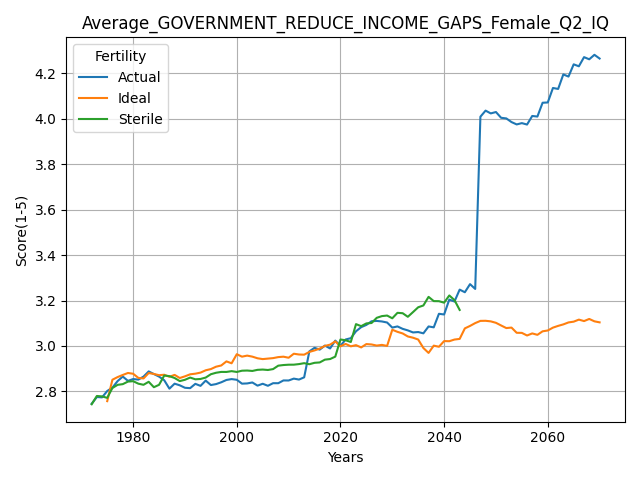 Average_GOVERNMENT_REDUCE_INCOME_GAPS_Female_Q2_IQ
Fertility
Actual
Ideal
Sterile
4.2
4.0
3.8
3.6
3.4
3.2
3.0
2.8
Score(1-5)
1980 2000 2020 2040 2060
Years